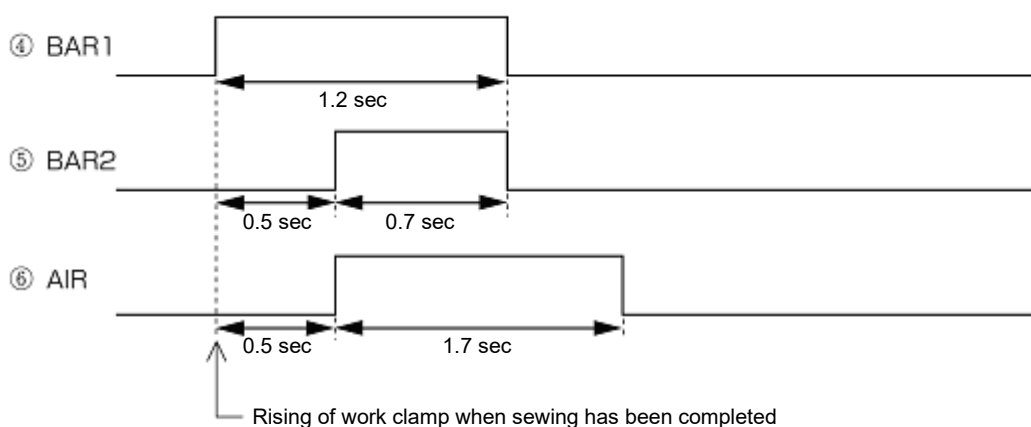 ④ BAR1
1.2 sec
⑤ BAR2
0.5 sec 0.7 sec
⑥ AIR
0.5 sec 1.7 sec
Rising of work clamp when sewing has been completed